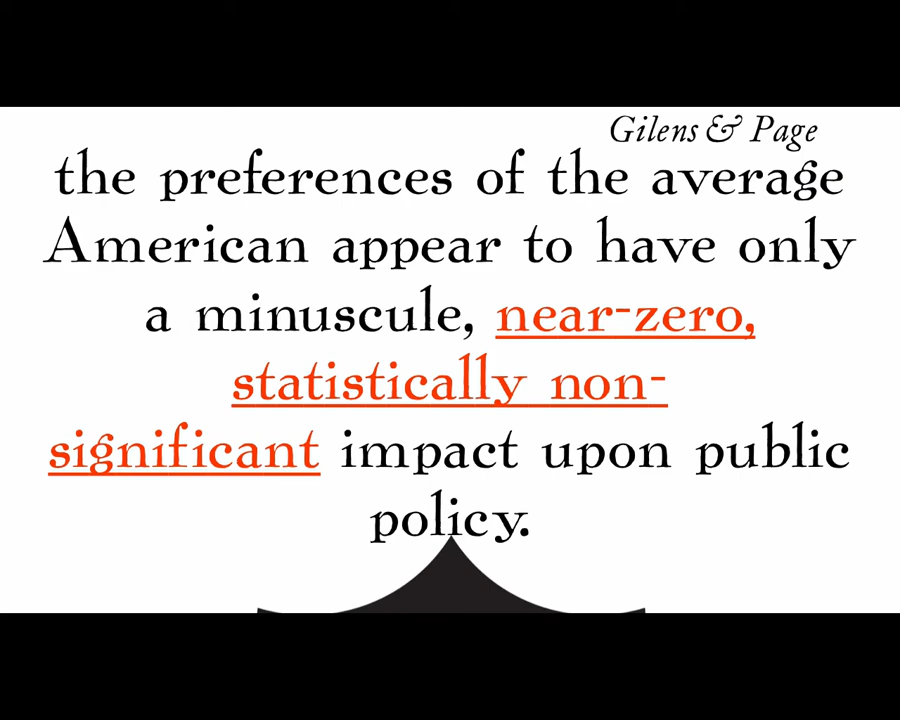 Gilens & Page
the preferences of the average
American appear to have only
a minuscule, near-zero,
statistically non-
significant impact upon public
policy.